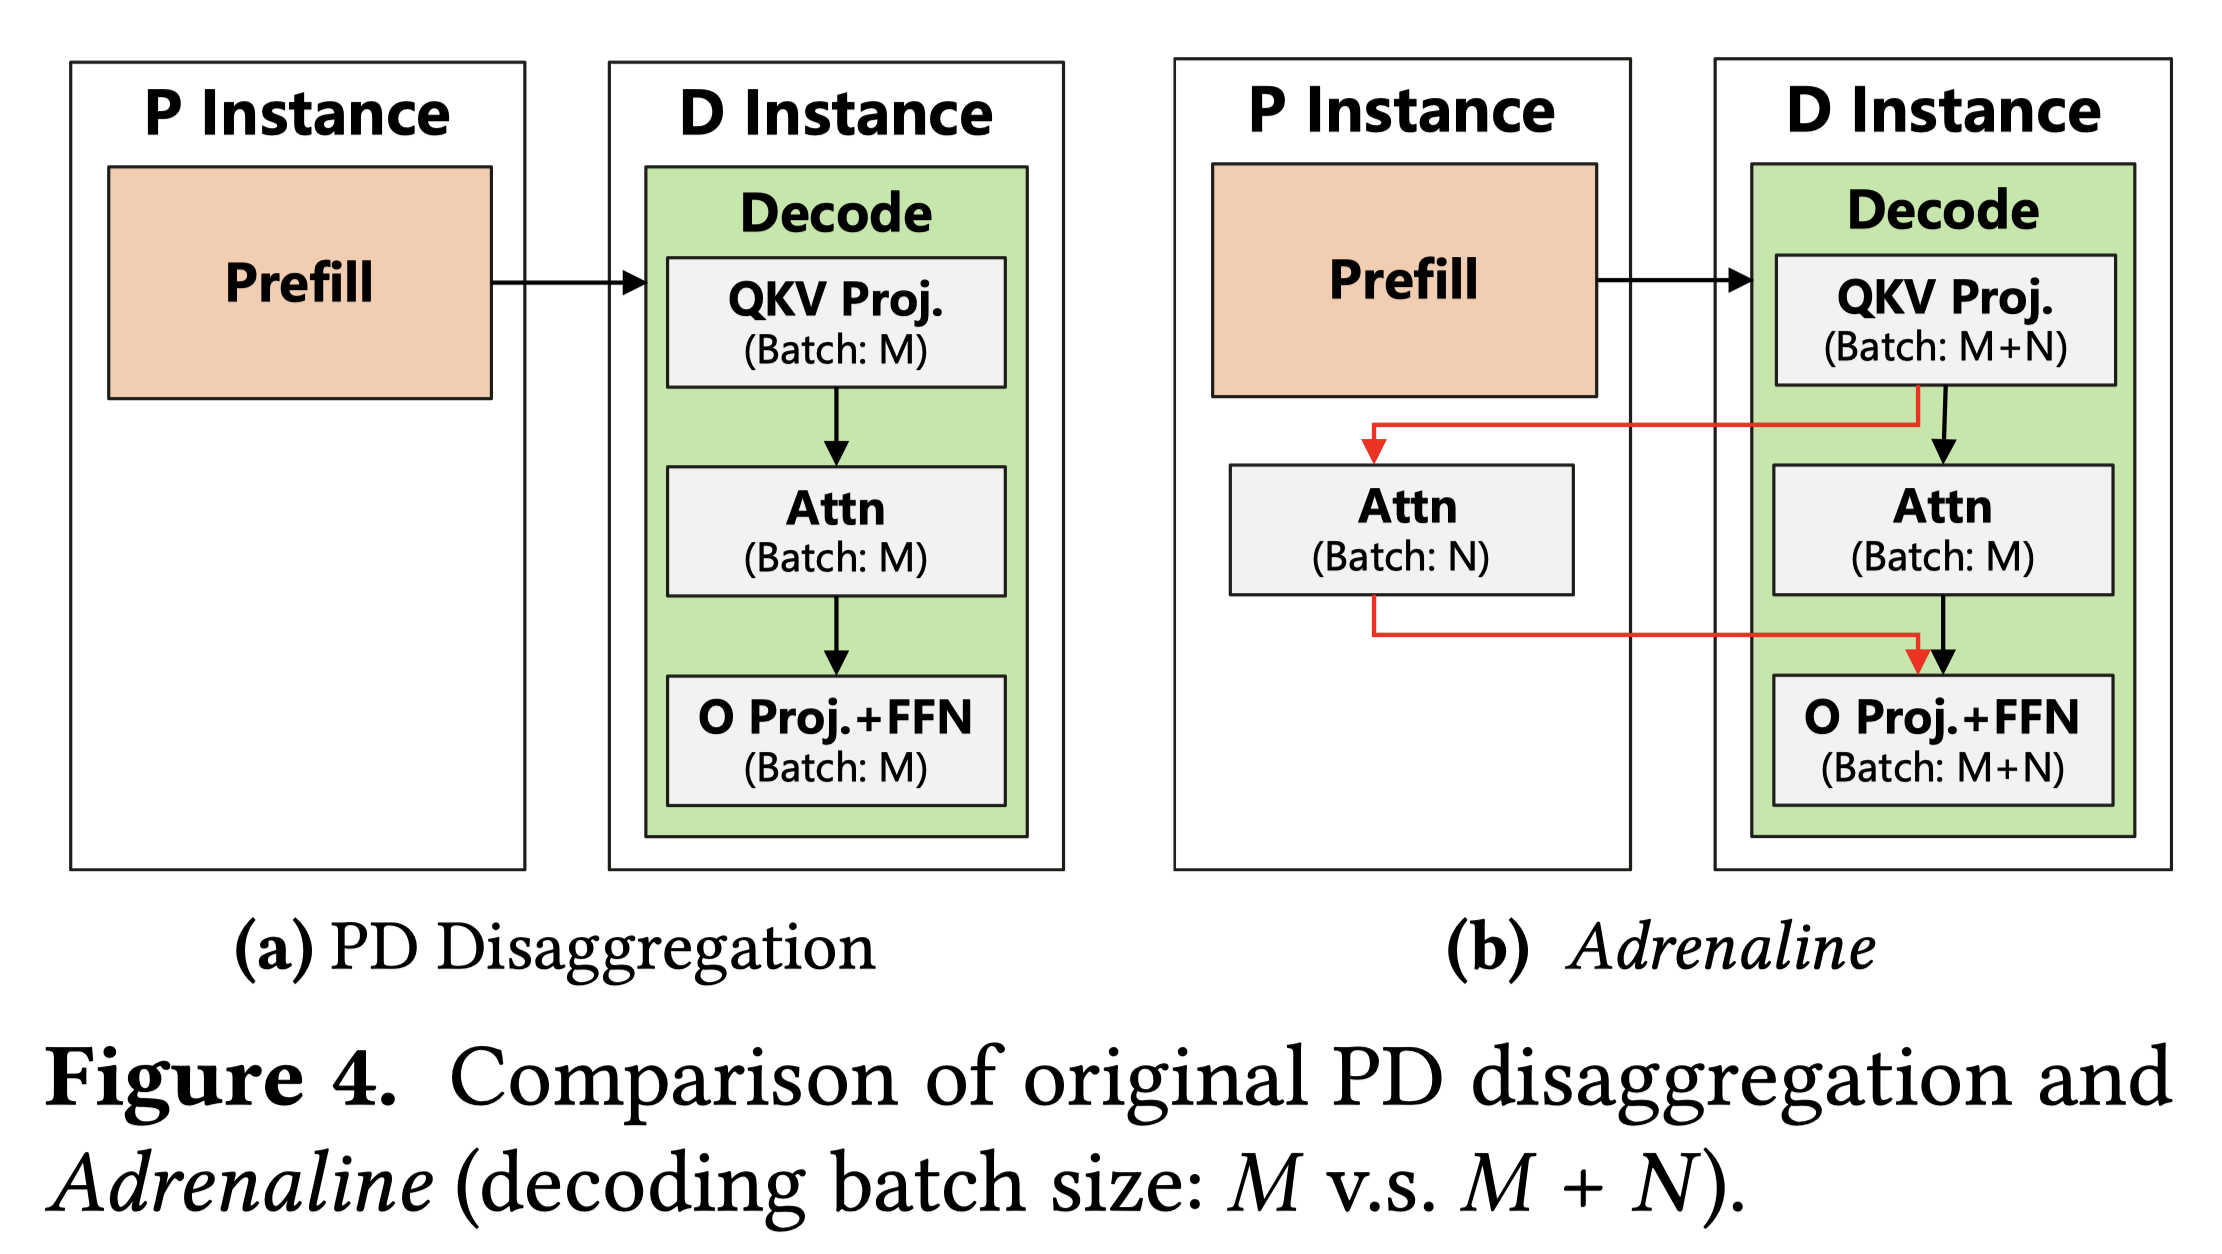 P Instance
Prefill
D Instance
Decode
QKV Proj.
(Batch: M)
Attn
(Batch: M)
O Proj.+FFN
(Batch: M)
(a) PD Disaggregation
P Instance
Prefill
Attn
(Batch: N)
D Instance
Decode
QKV Proj.
(Batch: M+N)
Attn
(Batch: M)
O Proj.+FFN
(Batch: M+N)
(b) Adrenaline
Figure 4. Comparison of original PD disaggregation and
Adrenaline (decoding batch size: M v.s. M + N).